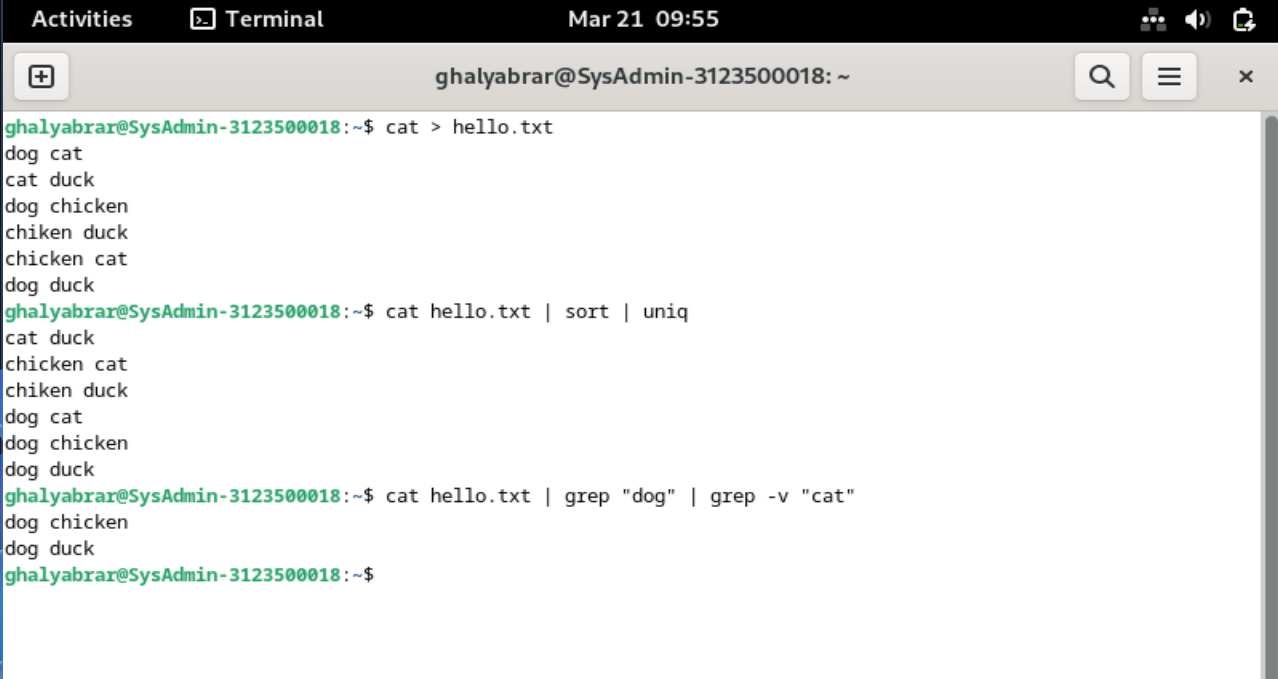 Activities Terminal Mar 21 09:55
ghalyabrar@SysAdmin-3123500018: ~
ghalyabrar@SysAdmin-3123500018:~$ cat > hello.txt
dog cat
cat duck
dog chicken
chiken duck
chicken cat
dog duck
ghalyabrar@SysAdmin-3123500018:~$ cat hello.txt | sort | uniq
cat duck
chicken cat
chiken duck
dog cat
dog chicken
dog duck
ghalyabrar@SysAdmin-3123500018:~$ cat hello.txt | grep "dog" | grep -v "cat"
dog chicken
dog duck
ghalyabrar@SysAdmin-3123500018:~$